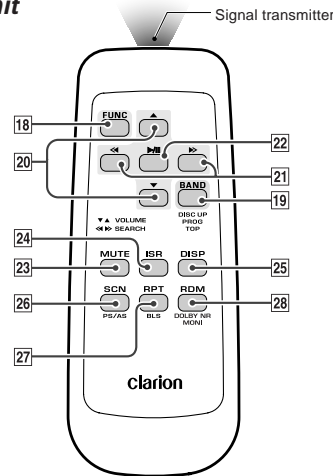 nit
Signal transmitter
FUNC
18
22
20
21
BAND
19
▼▲ VOLUME
◀◀ ▶▶ SEARCH
DISC UP
PROG
TOP
24
MUTE
ISR
DISP
23
25
SCN
RPT
RDM
26
28
PS/AS
BLS
DOLBY NR
MONI
27
clarion